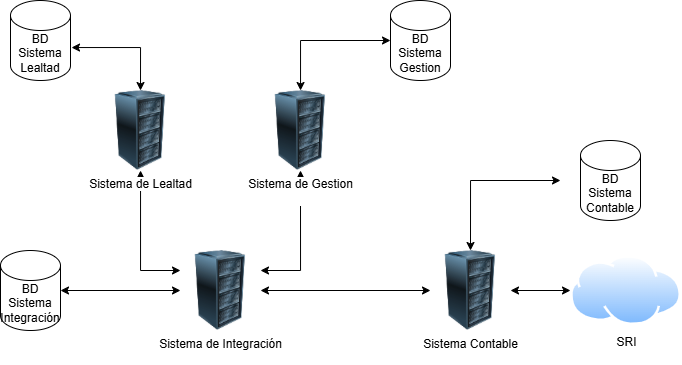 BD
Sistema
Lealtad
BD
Sistema
Gestion
Sistema de Lealtad
Sistema de Gestion
BD
Sistema
Contable
BD
Sistema
Integración
Sistema de Integración
Sistema Contable
SRI